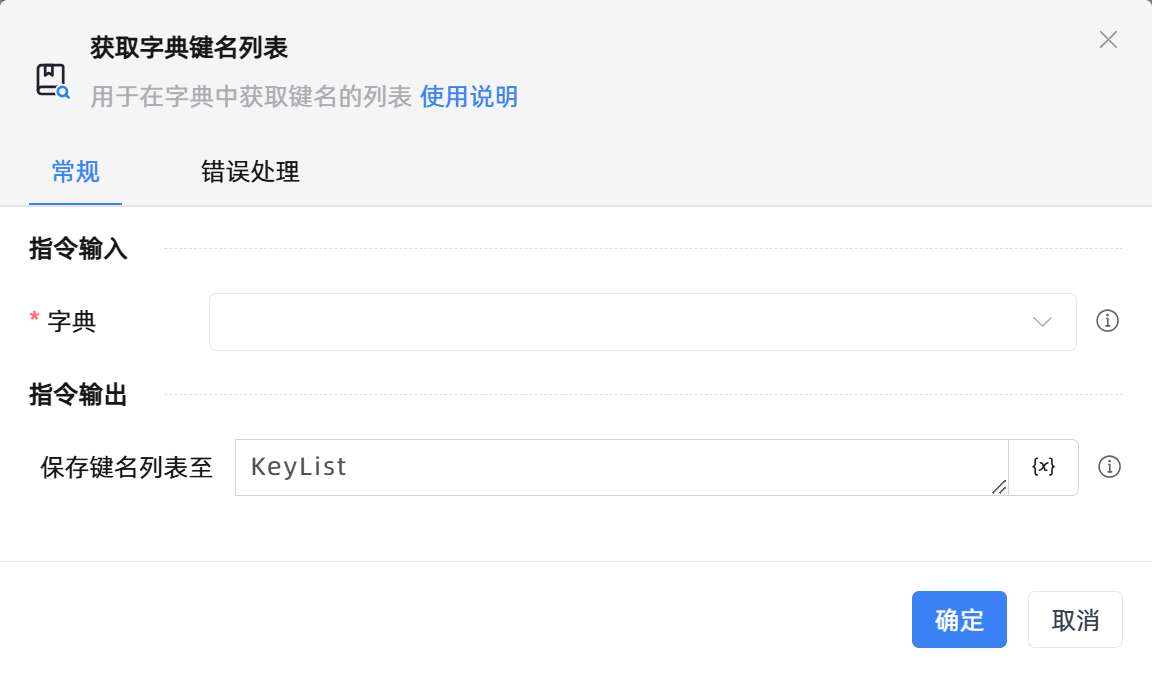 获取字典键名列表
用于在字典中获取键名的列表 使用说明
常规 错误处理
指令输入
* 字典
指令输出
保存键名列表至 KeyList {x}
确定 取消